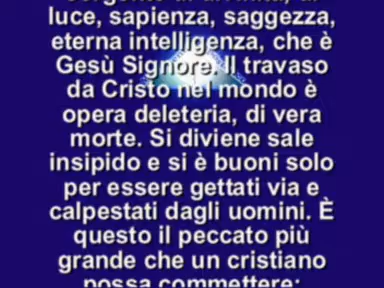 luce, sapienza, saggezza,
eterna intelligenza, che è
Gesù Signore. Il travaso
da Cristo nel mondo è
opera deleteria, di vera
morte. Si diviene sale
insipido e si è buoni solo
per essere gettati via e
calpestati dagli uomini. È
questo il peccato più
grande che un cristiano
possa commettere: